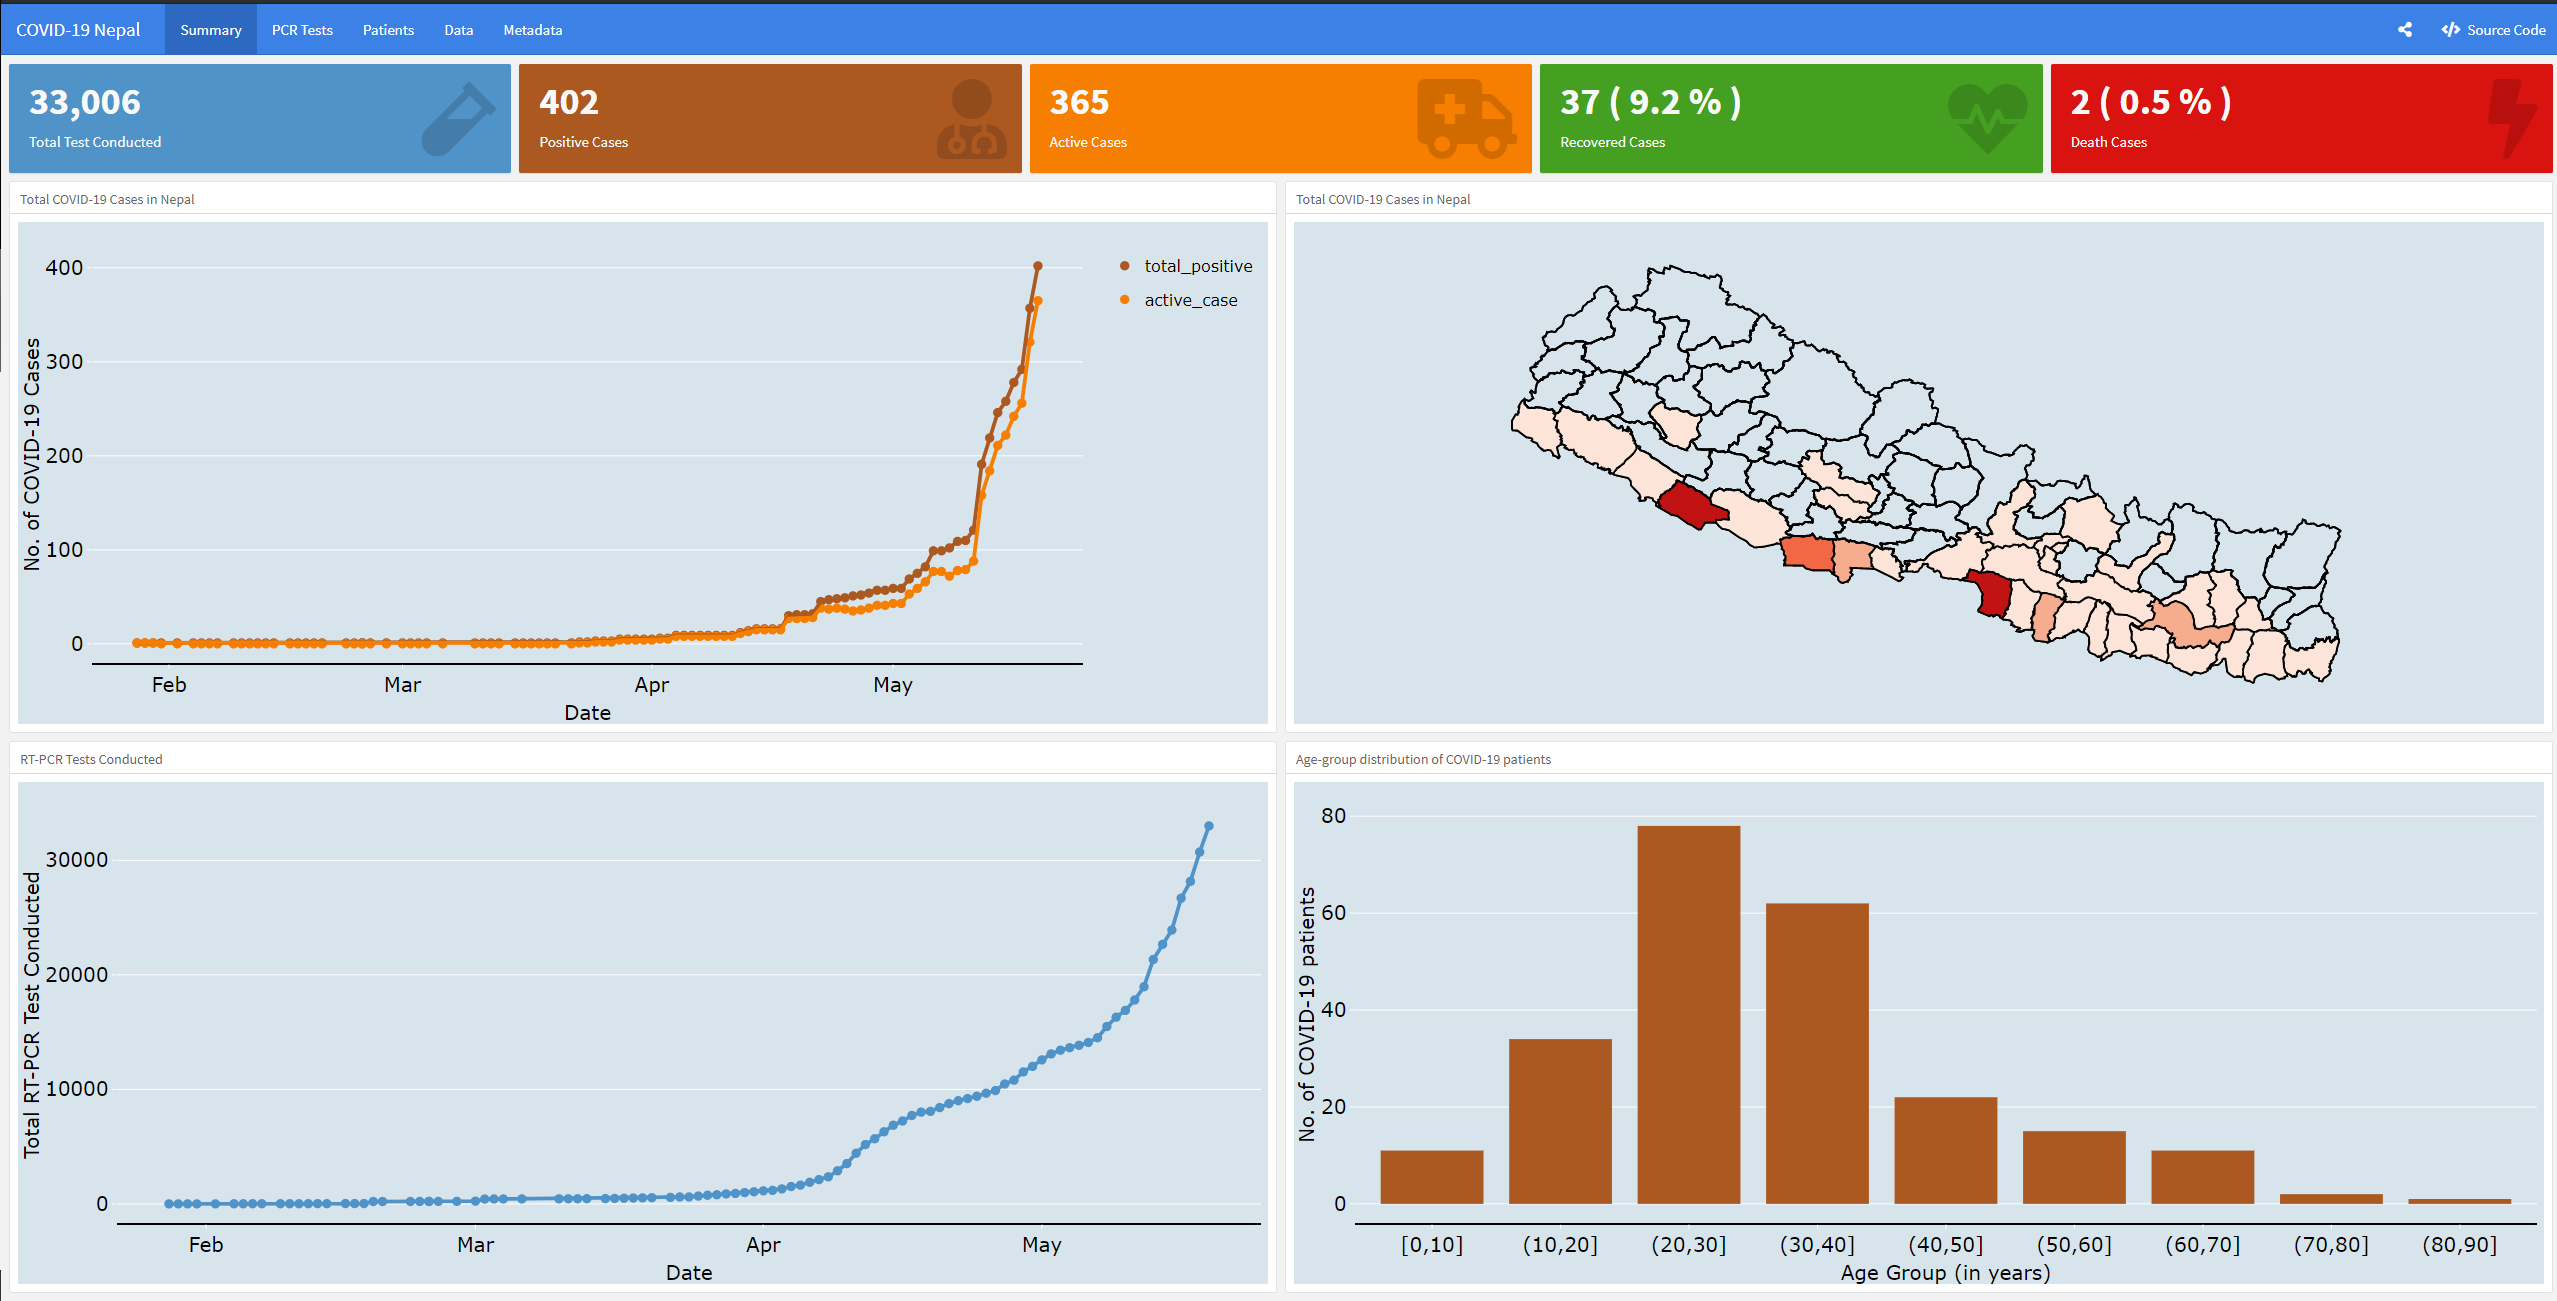 COVID-19 Nepal Summary PCR Tests Patients Data Metadata Source Code
33,006
Total Test Conducted
402
Positive Cases
365
Active Cases
37 ( 9.2 % )
Recovered Cases
2 ( 0.5 % )
Death Cases
Total COVID-19 Cases in Nepal
No. of COVID-19 Cases
400
300
200
100
0
Feb Mar Apr May
Date
total_positive
active_case
Total COVID-19 Cases in Nepal
RT-PCR Tests Conducted
Total RT-PCR Test Conducted
30000
20000
10000
0
Feb Mar Apr May
Date
Age-group distribution of COVID-19 patients
No. of COVID-19 patients
80
60
40
20
0
[0,10] (10,20] (20,30] (30,40] (40,50] (50,60] (60,70] (70,80] (80,90]
Age Group (in years)